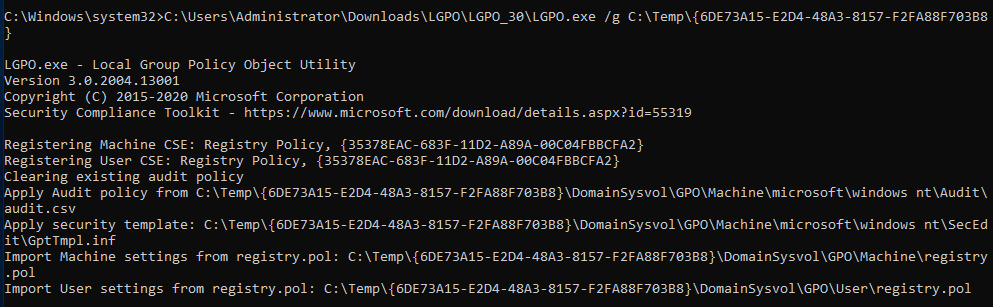 C:\Windows\system32>C:\Users\Administrator\Downloads\LGPO\LGPO_30\LGPO.exe /g C:\Temp\{6DE73A15-E2D4-48A3-8157-F2FA88F703B8
}
LGPO.exe - Local Group Policy Object Utility
Version 3.0.2004.13001
Copyright (C) 2015-2020 Microsoft Corporation
Security Compliance Toolkit - https://www.microsoft.com/download/details.aspx?id=55319
Registering Machine CSE: Registry Policy, {35378EAC-683F-11D2-A89A-00C04FBBCFA2}
Registering User CSE: Registry Policy, {35378EAC-683F-11D2-A89A-00C04FBBCFA2}
Clearing existing audit policy
Apply Audit policy from C:\Temp\{6DE73A15-E2D4-48A3-8157-F2FA88F703B8}\DomainSysvol\GPO\Machine\microsoft\windows nt\Audit\
audit.csv
Apply security template: C:\Temp\{6DE73A15-E2D4-48A3-8157-F2FA88F703B8}\DomainSysvol\GPO\Machine\microsoft\windows nt\SecEd
it\GptTmpl.inf
Import Machine settings from registry.pol: C:\Temp\{6DE73A15-E2D4-48A3-8157-F2FA88F703B8}\DomainSysvol\GPO\Machine\registry
.pol
Import User settings from registry.pol: C:\Temp\{6DE73A15-E2D4-48A3-8157-F2FA88F703B8}\DomainSysvol\GPO\User\registry.pol